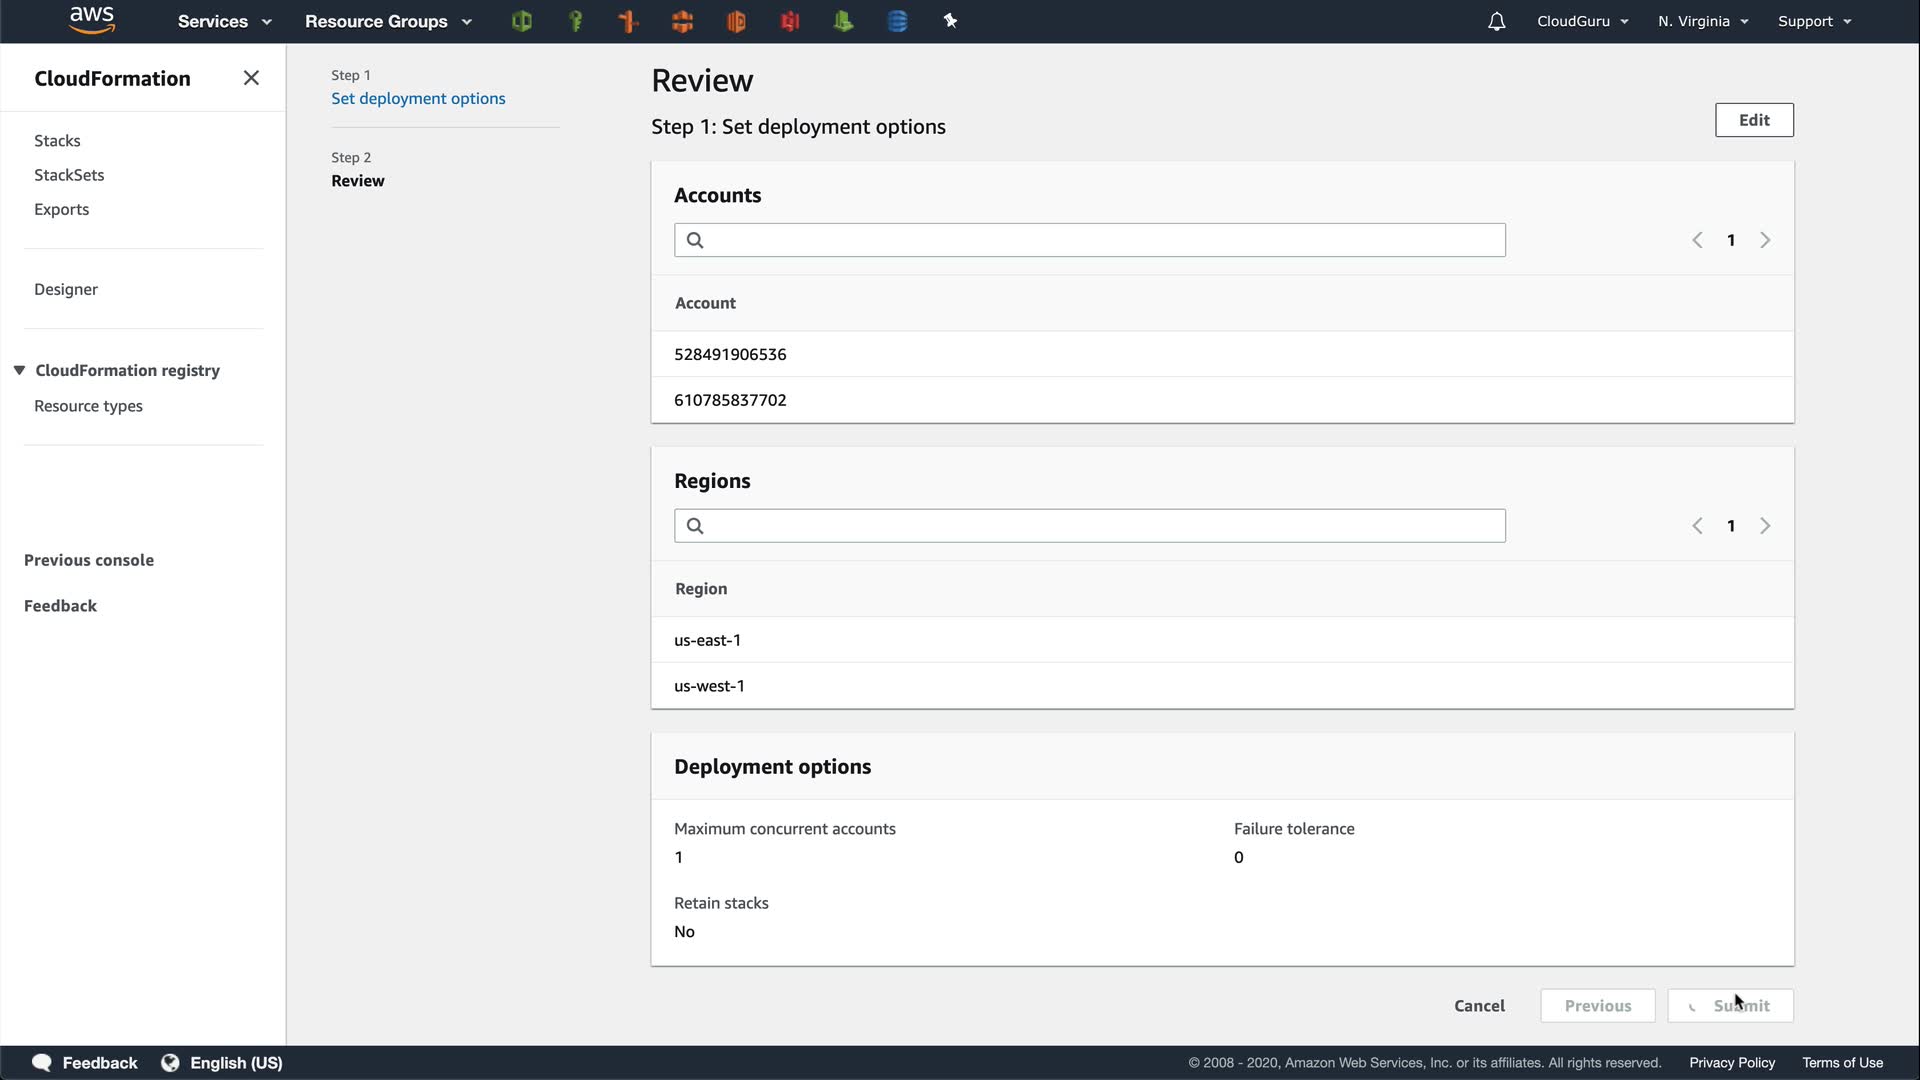 aws Services Resource Groups CloudGuru N. Virginia Support
CloudFormation
Stacks
StackSets
Exports
Designer
CloudFormation registry
Resource types
Previous console
Feedback
Step 1
Set deployment options
Step 2
Review
Review
Step 1: Set deployment options
Edit
Accounts
1
Account
528491906536
610785837702
Regions
1
Region
us-east-1
us-west-1
Deployment options
Maximum concurrent accounts
1
Failure tolerance
0
Retain stacks
No
Cancel Previous Submit
Feedback English (US) © 2008 - 2020, Amazon Web Services, Inc. or its affiliates. All rights reserved. Privacy Policy Terms of Use